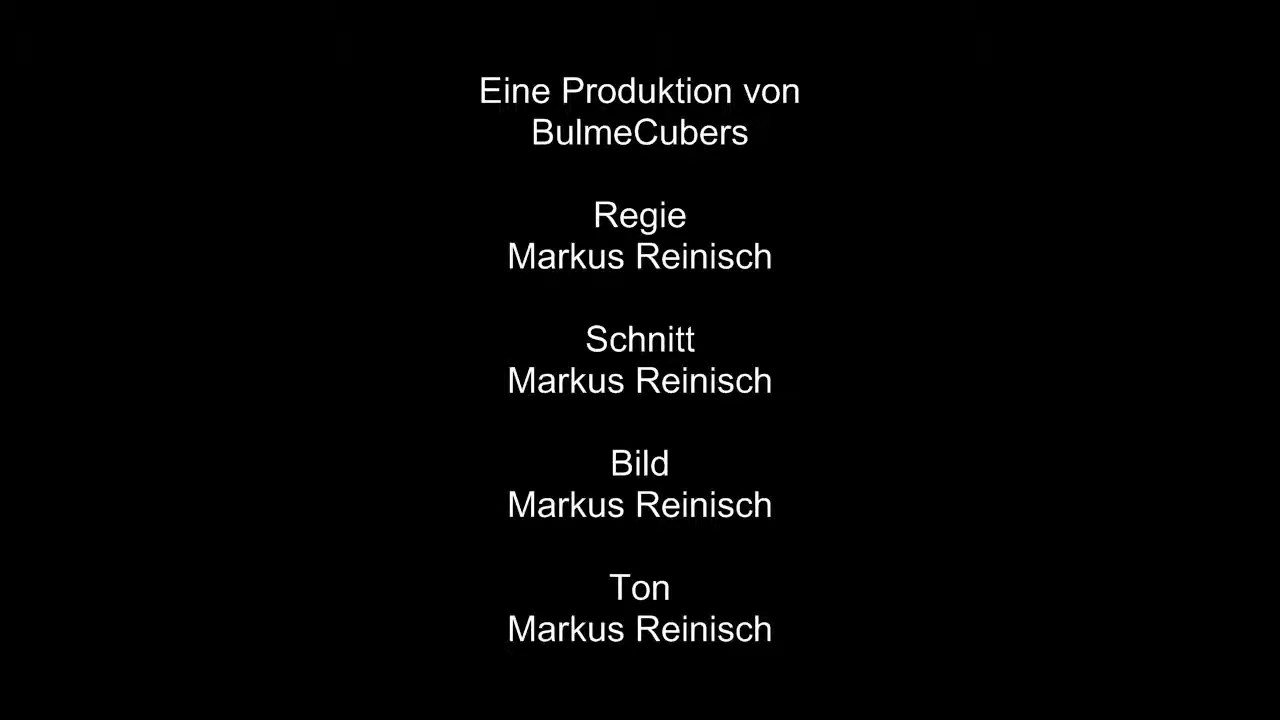 Eine Produktion von
BulmeCubers
Regie
Markus Reinisch
Schnitt
Markus Reinisch
Bild
Markus Reinisch
Ton
Markus Reinisch